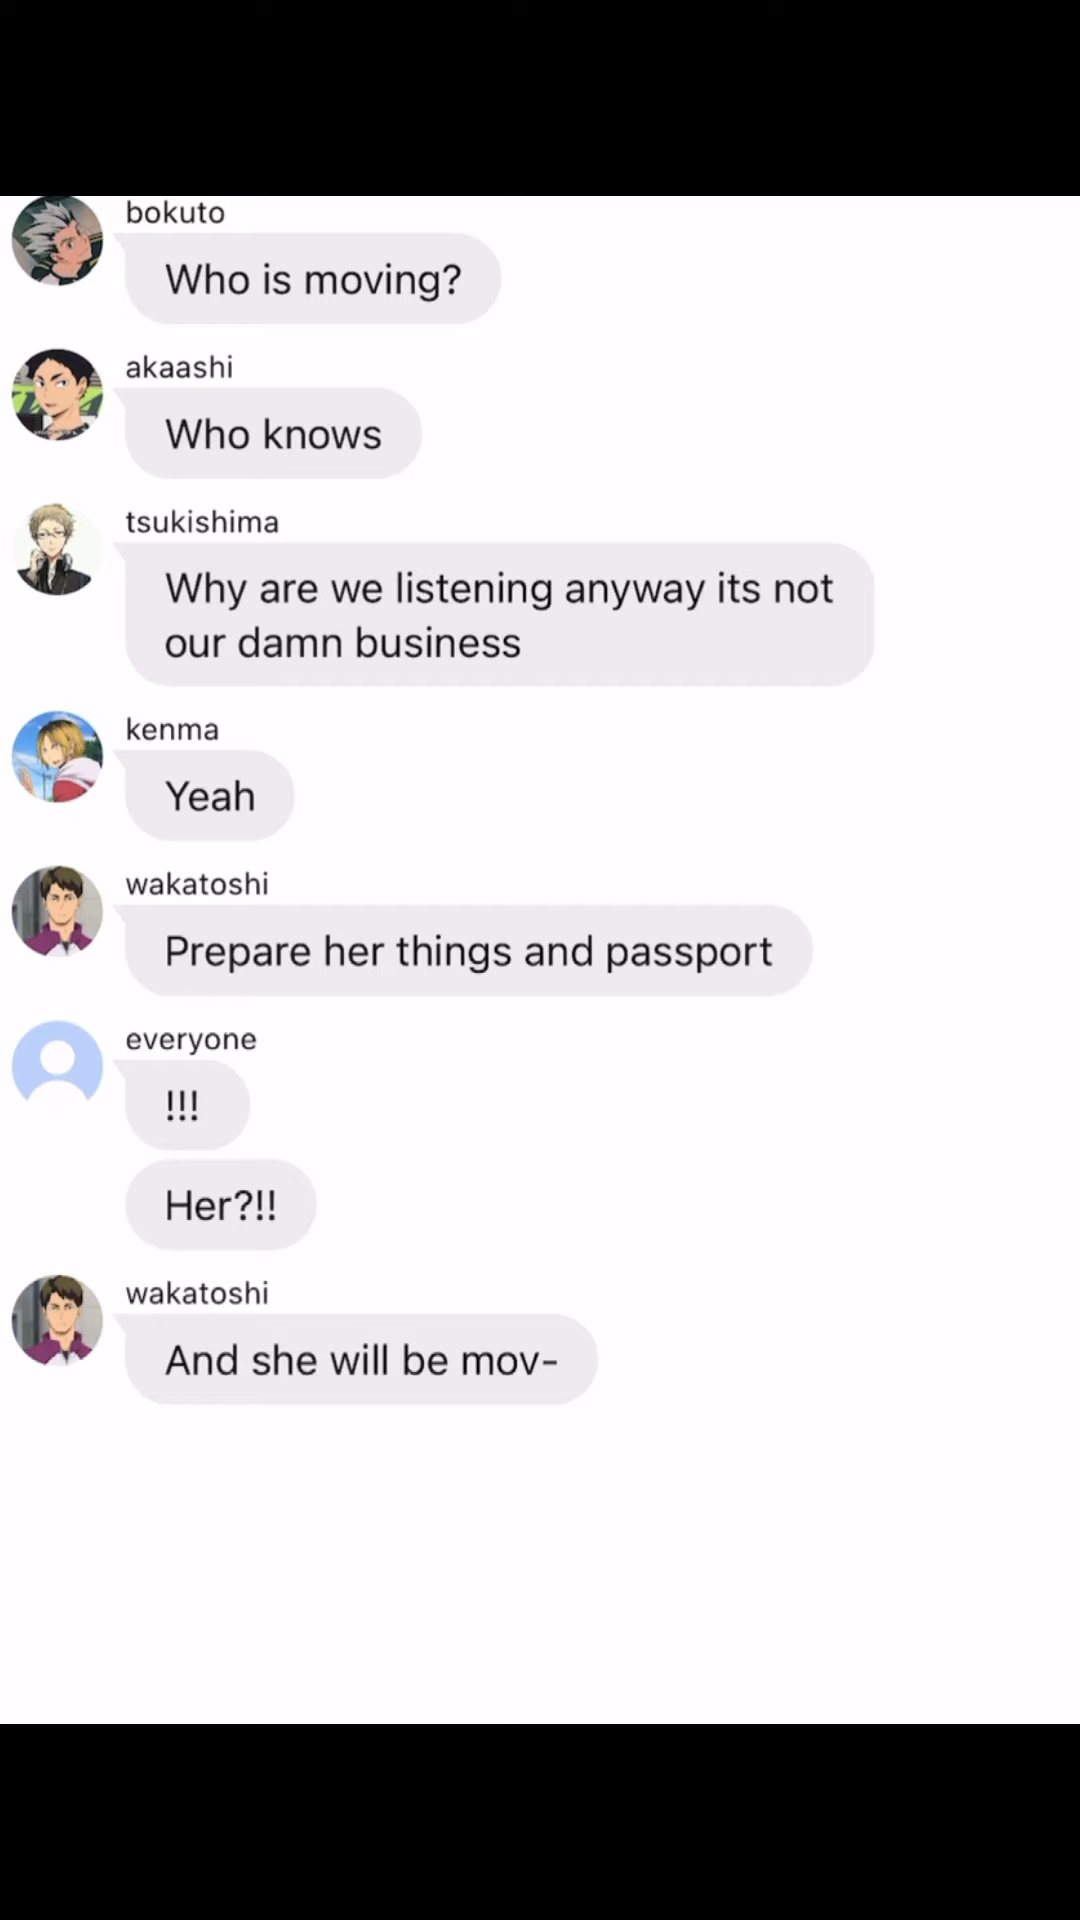 bokuto
Who is moving?
akaashi
Who knows
tsukishima
Why are we listening anyway its not
our damn business
kenma
Yeah
wakatoshi
Prepare her things and passport
everyone
!!!
Her?!!
wakatoshi
And she will be mov-